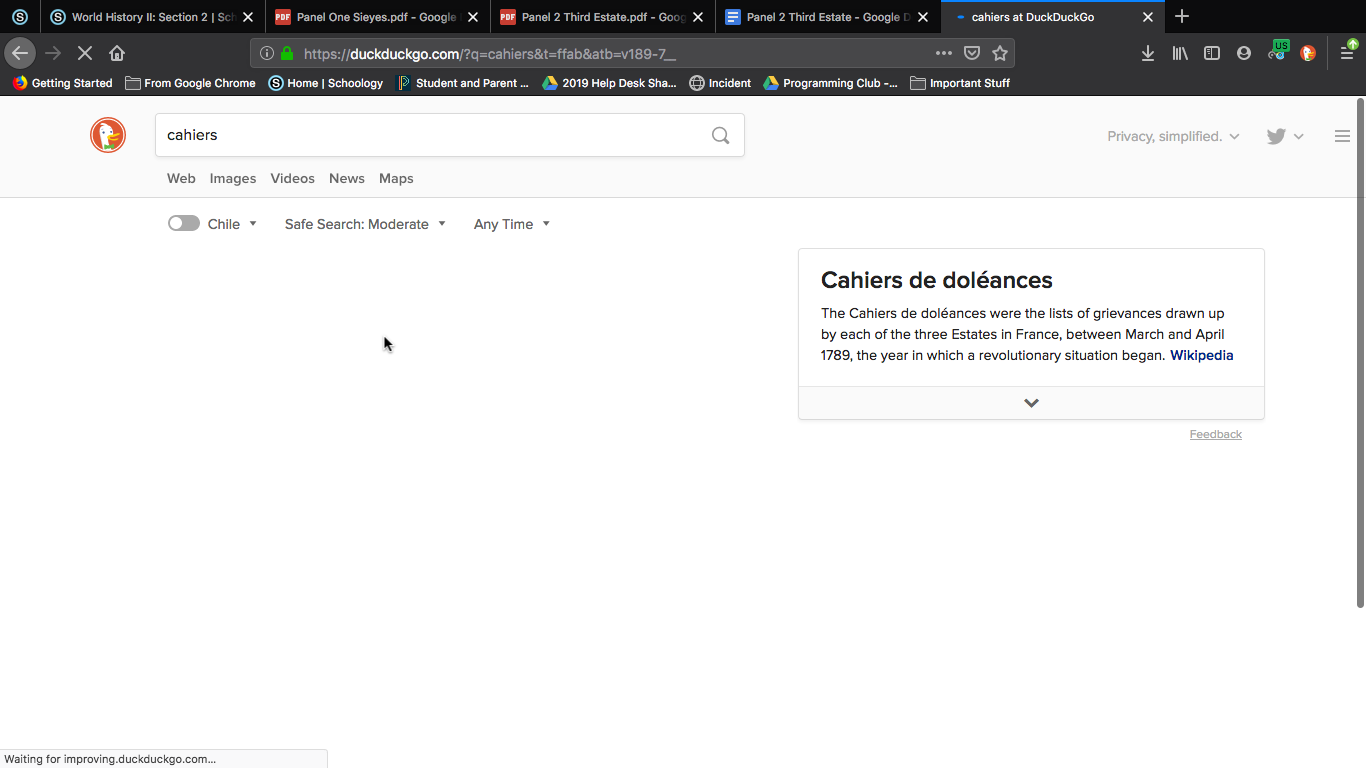 World History II: Section 2 | Sch
Panel One Sieyes.pdf - Google
Panel 2 Third Estate.pdf - Goog
Panel 2 Third Estate - Google D
cahiers at DuckDuckGo
https://duckduckgo.com/?q=cahiers&t=ffab&atb=v189-7__
US
Getting Started
From Google Chrome
Home | Schoology
Student and Parent ...
2019 Help Desk Sha...
Incident
Programming Club -...
Important Stuff
cahiers
Privacy, simplified.
Web Images Videos News Maps
Chile Safe Search: Moderate Any Time
Cahiers de doléances
The Cahiers de doléances were the lists of grievances drawn up
by each of the three Estates in France, between March and April
1789, the year in which a revolutionary situation began. Wikipedia
Feedback
Waiting for improving.duckduckgo.com...